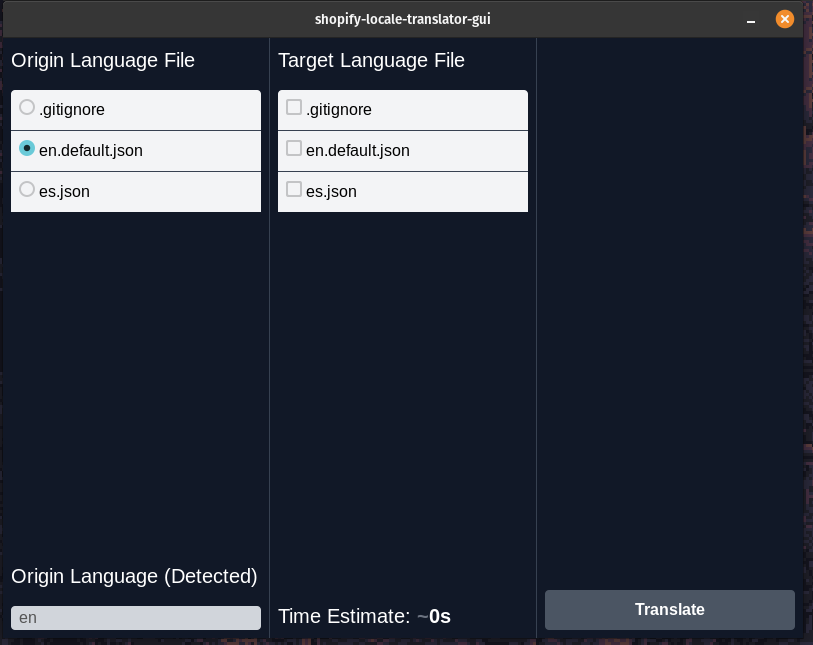 shopify-locale-translator-gui
Origin Language File
.gitignore
en.default.json
es.json
Origin Language (Detected)
en
Target Language File
.gitignore
en.default.json
es.json
Time Estimate: ~0s
Translate